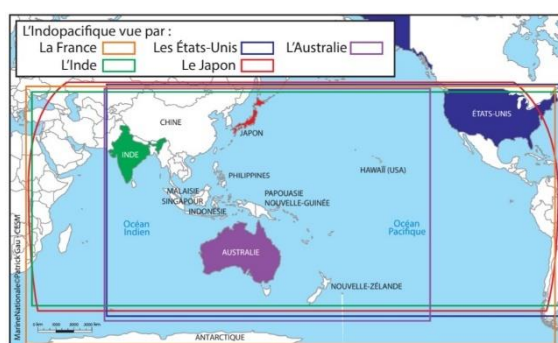 L'Indopacifique vue par :
La France
Les États-Unis
L'Australie
L'Inde
Le Japon
CHINE
JAPON
ÉTATS-UNIS
INDE
HAWAÏ (USA)
PHILIPPINES
MALAISIE
SINGAPOUR
INDONÉSIE
PAPOUASIE
NOUVELLE-GUINÉE
Océan
Indien
Océan
Pacifique
AUSTRALIE
NOUVELLE-ZÉLANDE
ANTARCTIQUE
MarineNationale©Patrick Gau / CESM